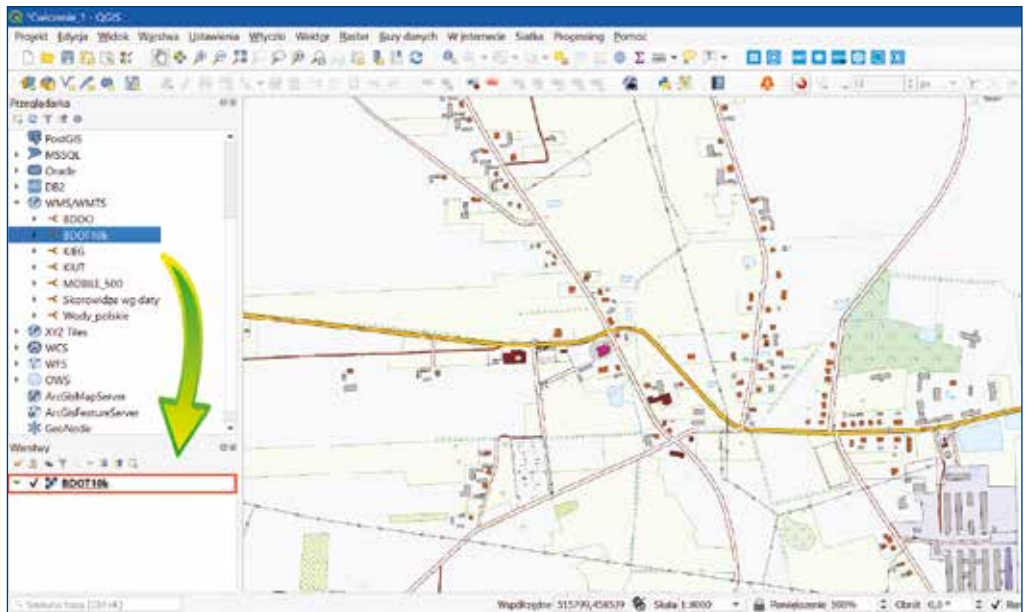 *Ćwiczenie_1 - QGIS
Projekt Edycja Widok Warstwa Ustawienia Wtyczki Wektor Raster Bazy danych W internecie Siatka Processing Pomoc
px
Przeglądarka
PostGIS
MSSQL
Oracle
DB2
WMS/WMTS
BDOO
BDOT10k
KIEG
KIUT
MOBILE_500
Skorowidze wg daty
Wody_polskie
XYZ Tiles
WCS
WFS
OWS
ArcGisMapServer
ArcGisFeatureServer
GeoNode
Warstwy
BDOT10k
Współrzędne 515799,458539 Skala 1:8000 Powiększenie 100% Obrót 0,0°